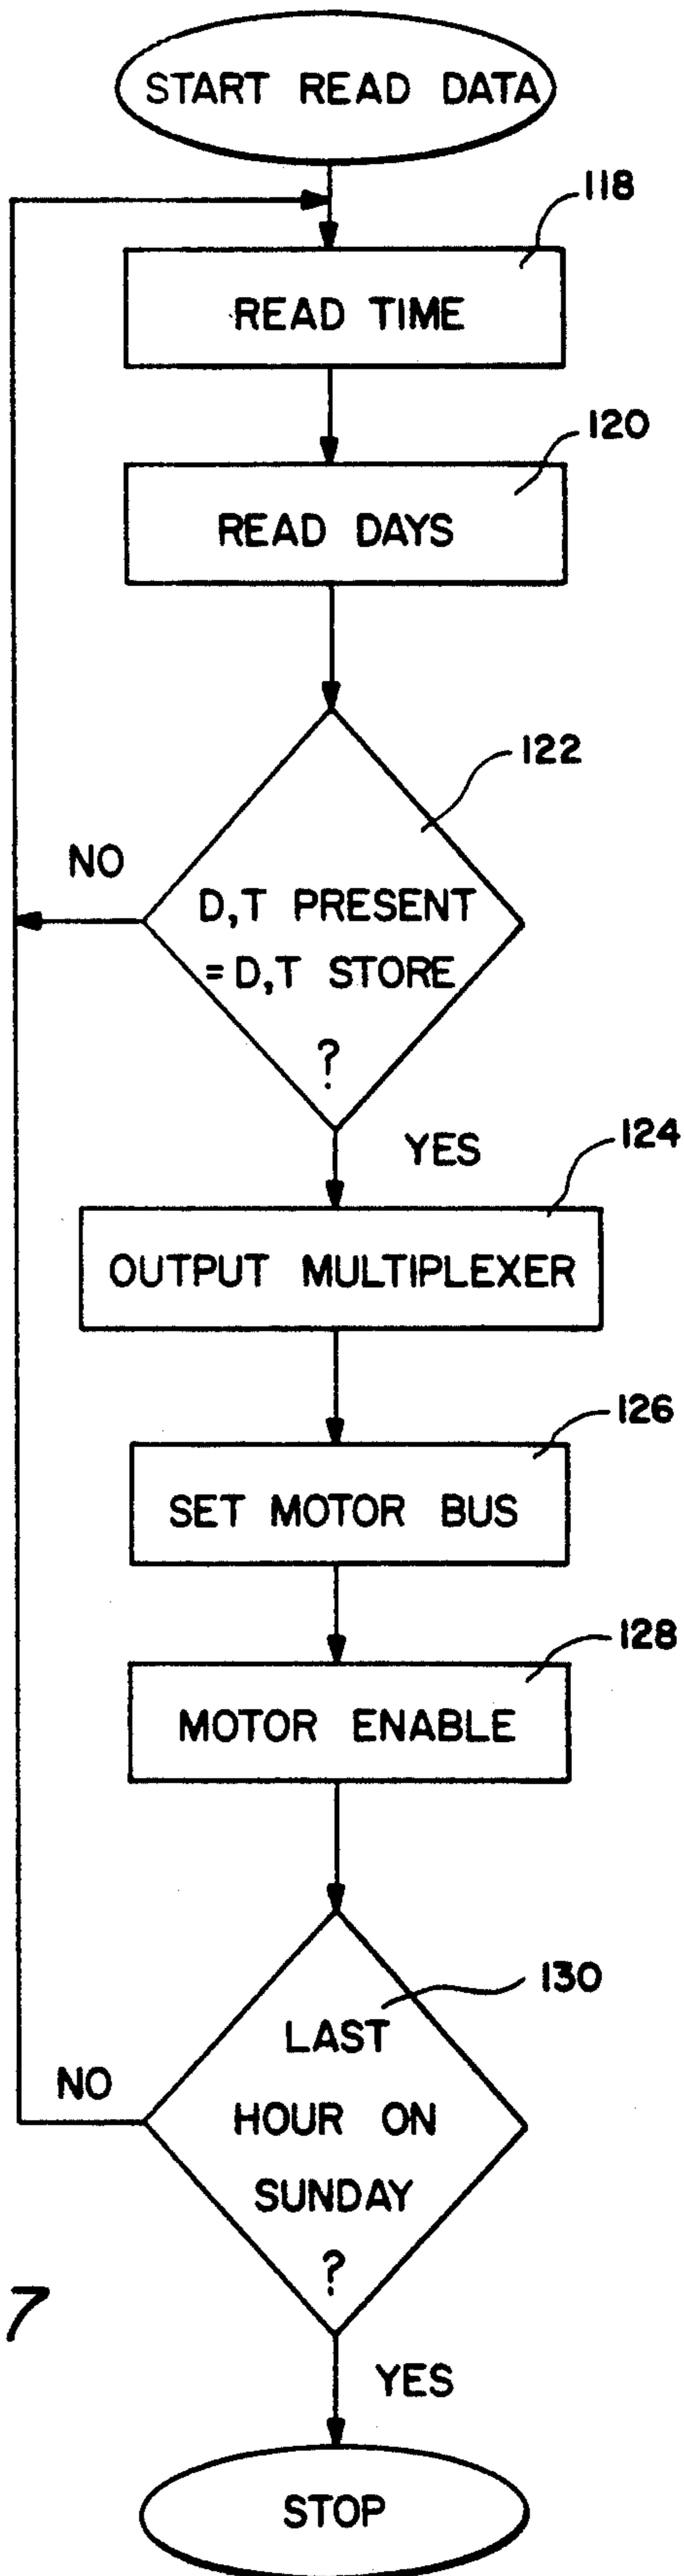 START READ DATA
118
READ TIME
120
READ DAYS
122
NO
D,T PRESENT
=D,T STORE
?
YES
124
OUTPUT MULTIPLEXER
126
SET MOTOR BUS
128
MOTOR ENABLE
130
LAST
NO
HOUR ON
SUNDAY
?
7
YES
STOP